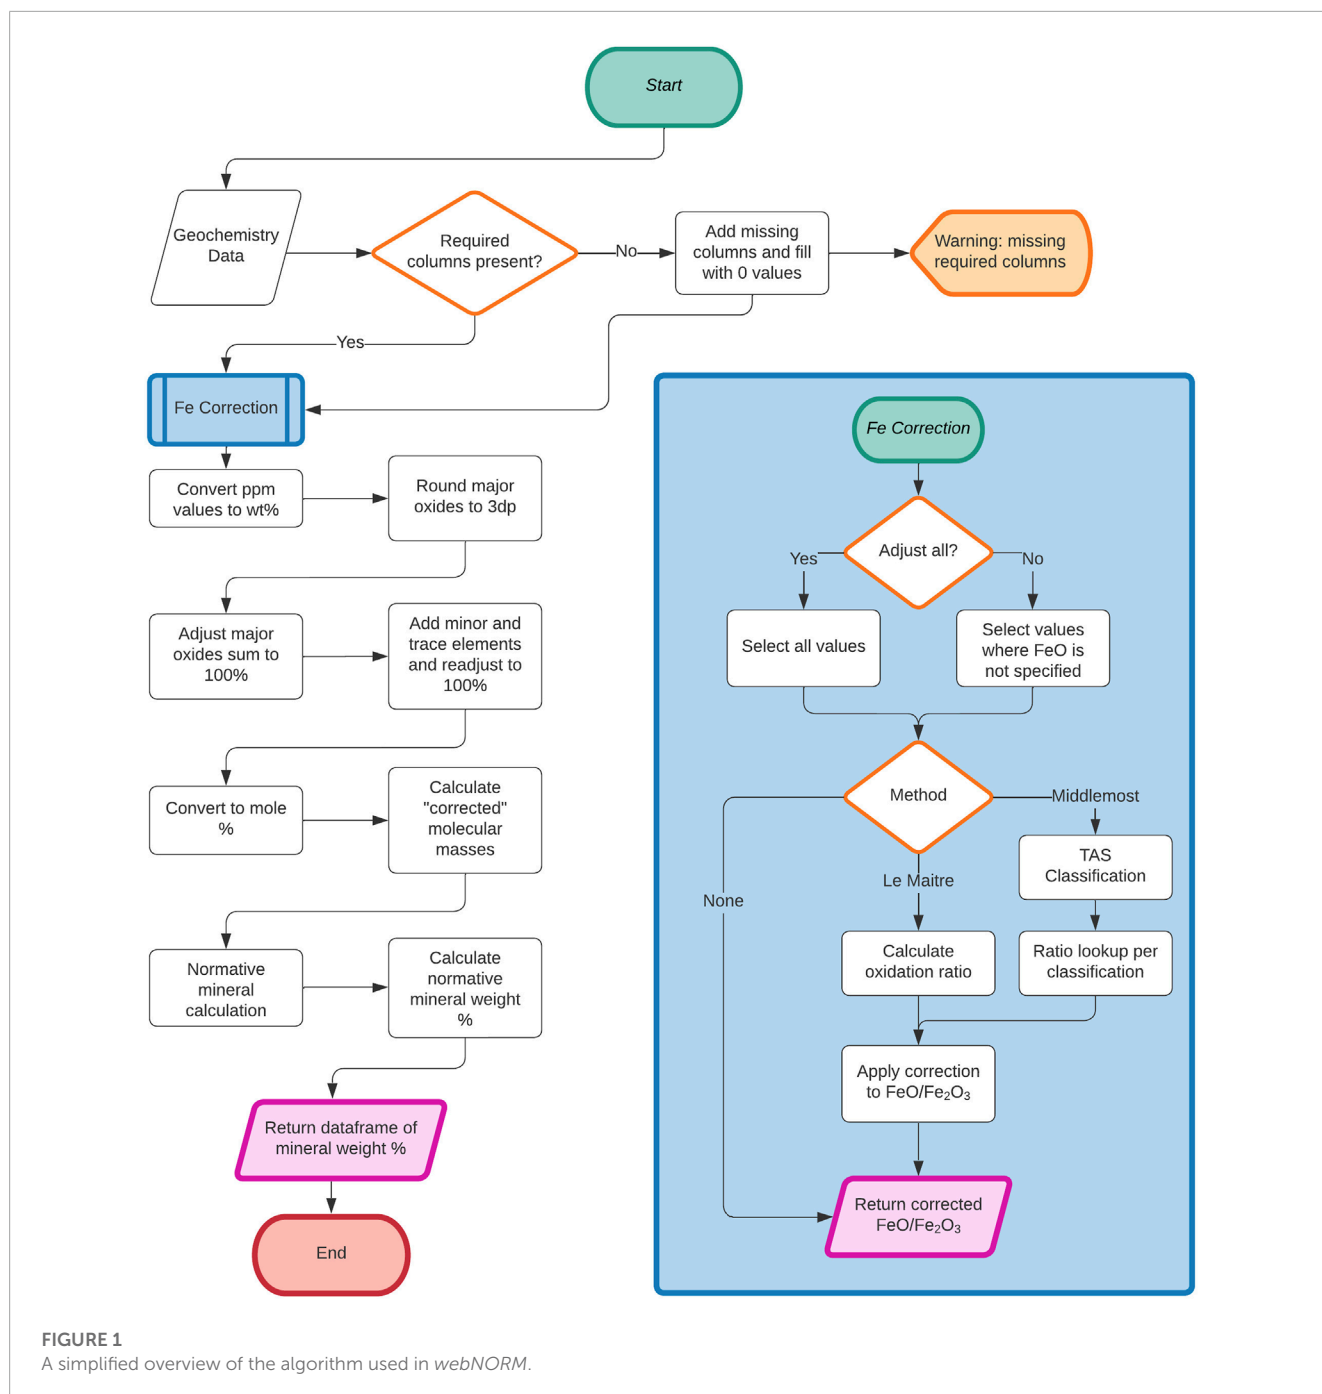 Start
Geochemistry
Data
Required
columns present?
No
Add missing
columns and fill
with 0 values
Warning: missing
required columns
Yes
Fe Correction
Convert ppm
values to wt%
Round major
oxides to 3dp
Adjust major
oxides sum to
100%
Add minor and
trace elements
and readjust to
100%
Convert to mole
%
Calculate
"corrected"
molecular
masses
Normative
mineral
calculation
Calculate
normative
mineral weight
%
Return dataframe of
mineral weight %
End
Fe Correction
Adjust all?
Yes
No
Select all values
Select values
where FeO is
not specified
Method
None
Le Maitre
Middlemost
TAS
Classification
Calculate
oxidation ratio
Ratio lookup per
classification
Apply correction
to FeO/Fe₂O₃
Return corrected
FeO/Fe₂O₃
FIGURE 1
A simplified overview of the algorithm used in webNORM.